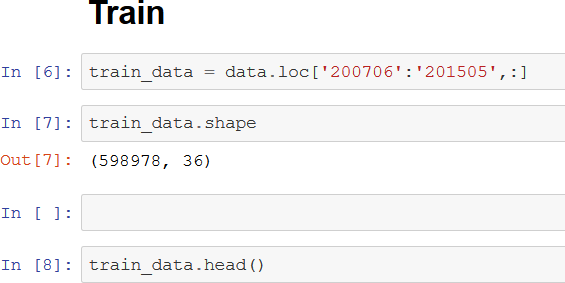 Train
In [6]: train_data = data.loc['200706':'201505',:]
In [7]: train_data.shape
Out[7]: (598978, 36)
In [ ]:
In [8]: train_data.head()